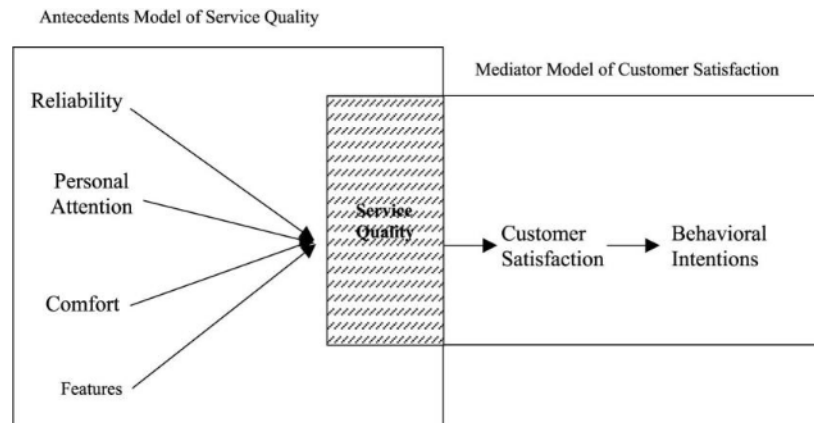 Antecedents Model of Service Quality
Mediator Model of Customer Satisfaction
Reliability
Personal
Attention
Comfort
Features
Service
Quality
Customer
Satisfaction
Behavioral
Intentions